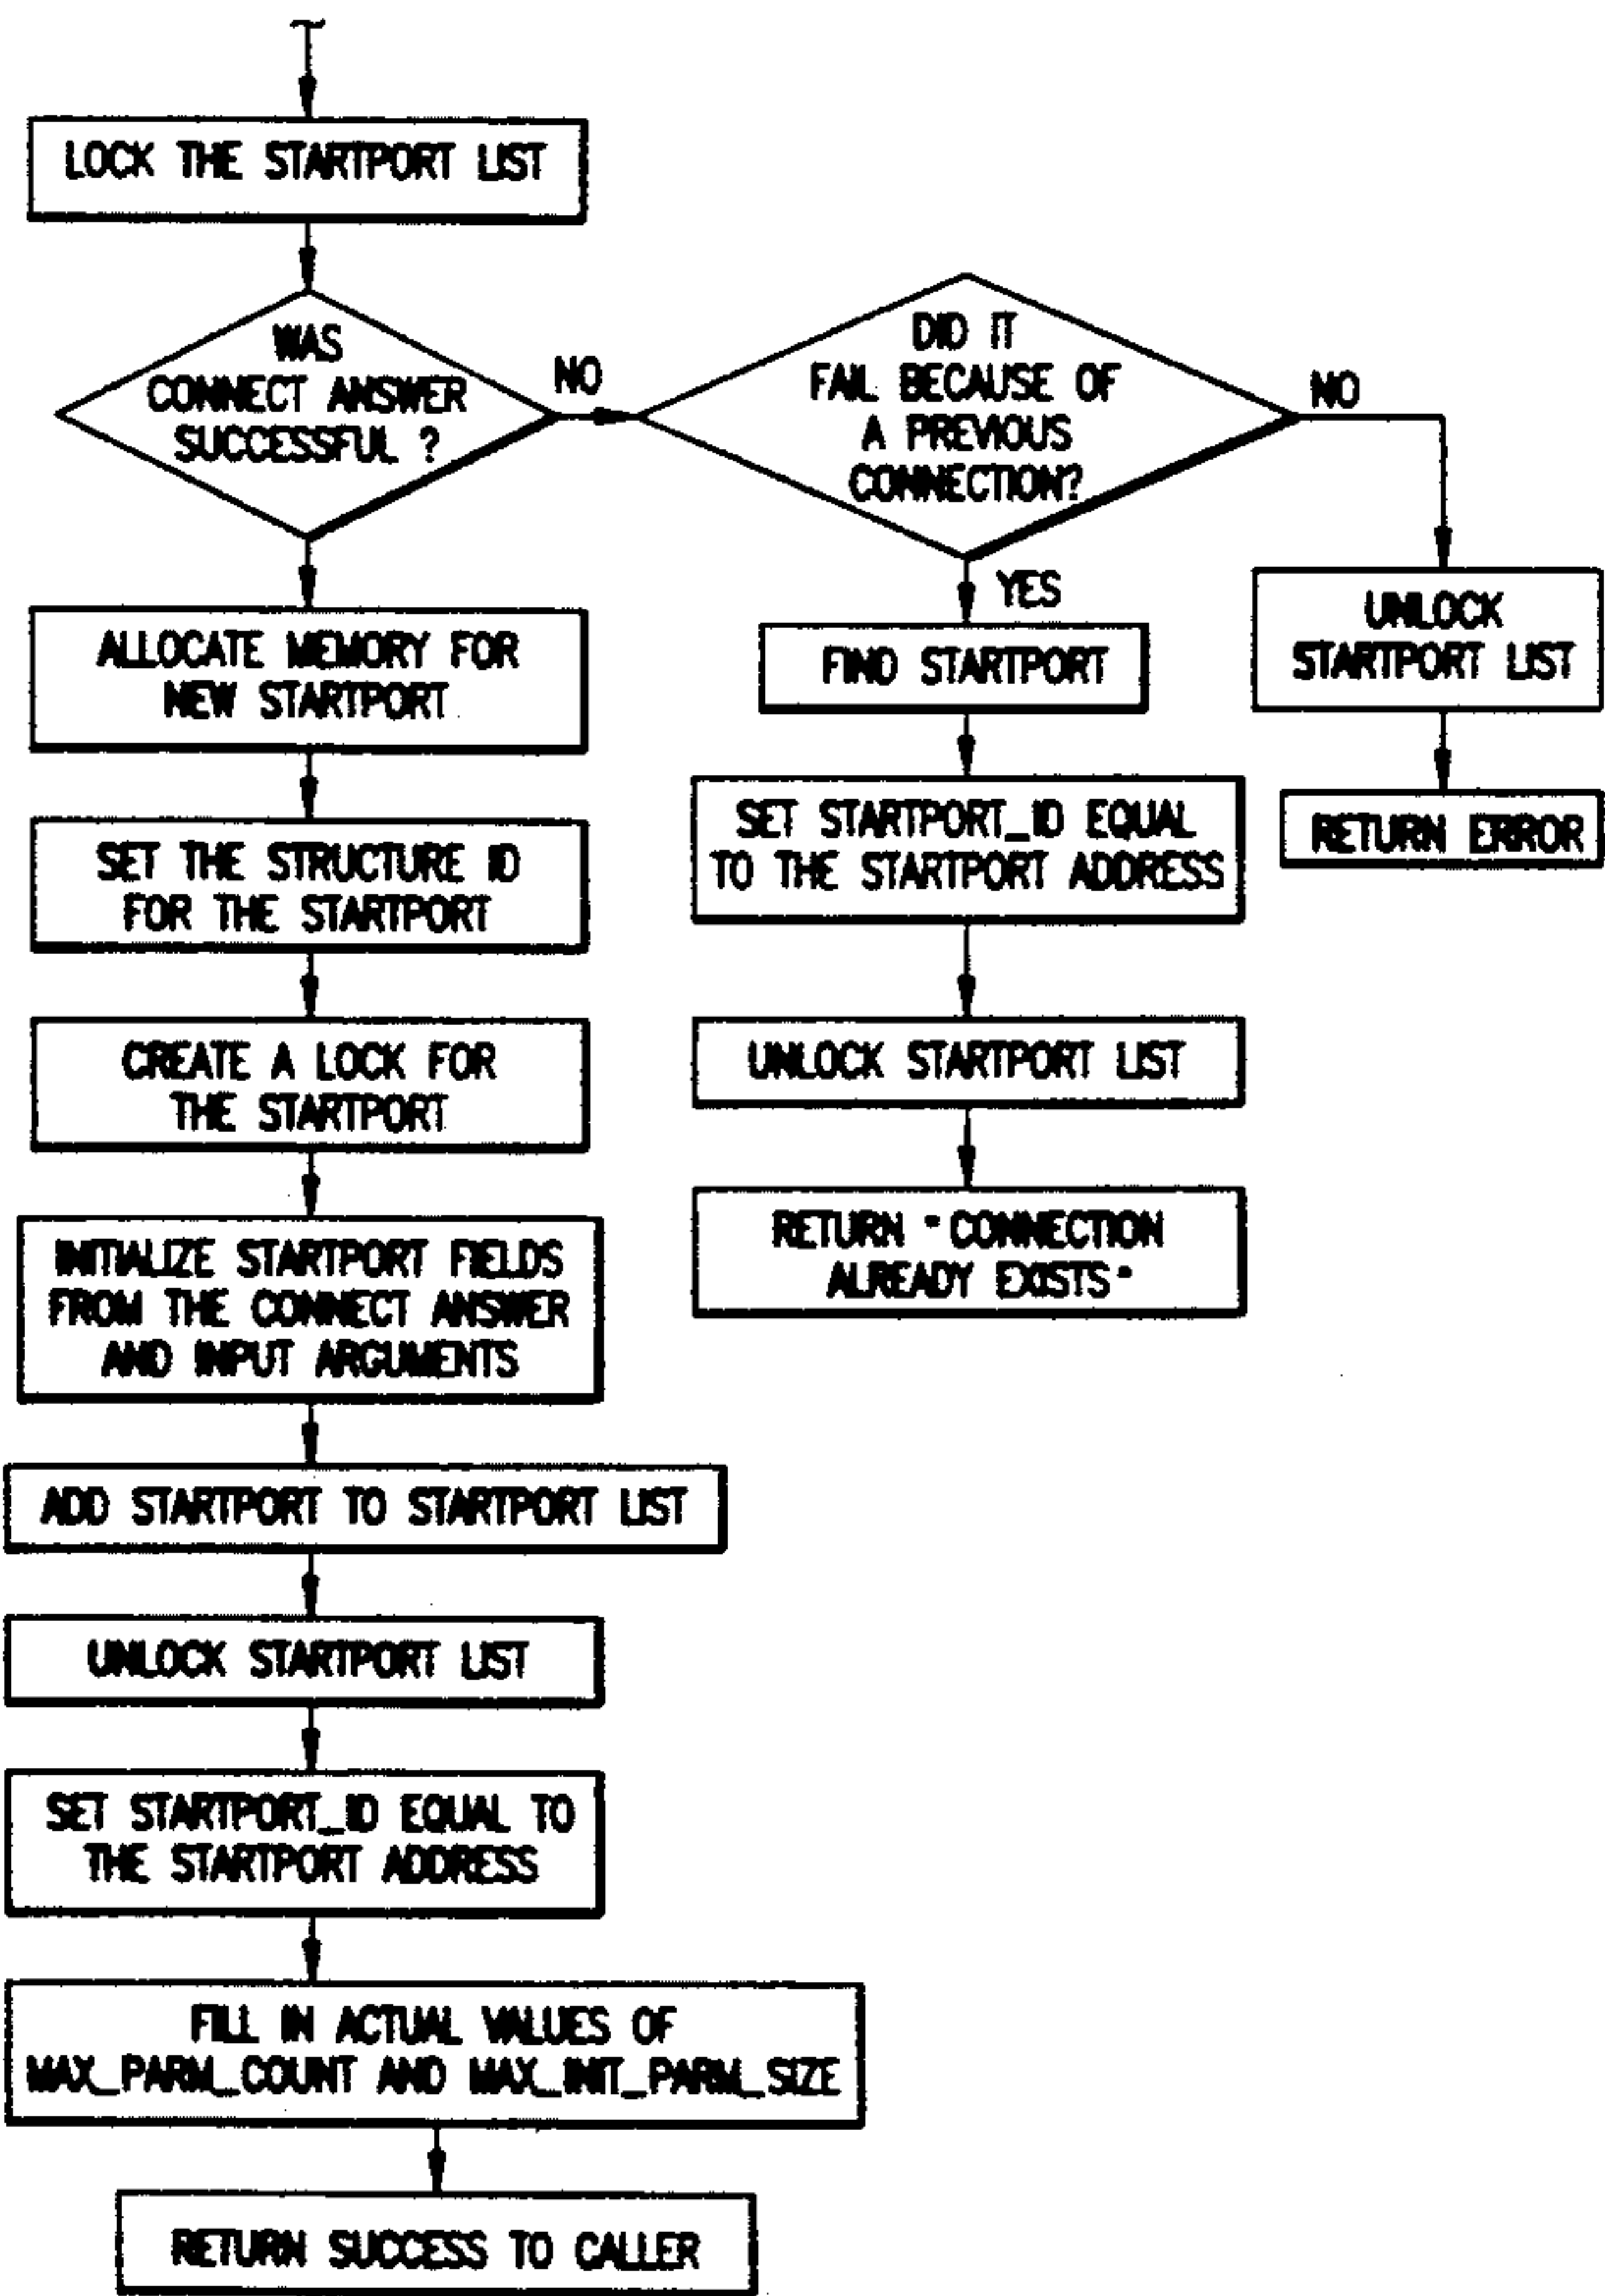 LOCK THE STARTPORT LIST
WAS
CONNECT ANSWER
SUCCESSFUL ?
NO
DID IT
FAIL BECAUSE OF
A PREVIOUS
CONNECTION?
NO
YES
UNLOCK
STARTPORT LIST
RETURN ERROR
FIND STARTPORT
SET STARTPORT_ID EQUAL
TO THE STARTPORT ADDRESS
UNLOCK STARTPORT LIST
RETURN "CONNECTION
ALREADY EXISTS"
ALLOCATE MEMORY FOR
NEW STARTPORT
SET THE STRUCTURE ID
FOR THE STARTPORT
CREATE A LOCK FOR
THE STARTPORT
INITIALIZE STARTPORT FIELDS
FROM THE CONNECT ANSWER
AND INPUT ARGUMENTS
ADD STARTPORT TO STARTPORT LIST
UNLOCK STARTPORT LIST
SET STARTPORT_ID EQUAL TO
THE STARTPORT ADDRESS
FILL IN ACTUAL VALUES OF
MAX_PARM_COUNT AND MAX_INIT_PARM_SIZE
RETURN SUCCESS TO CALLER